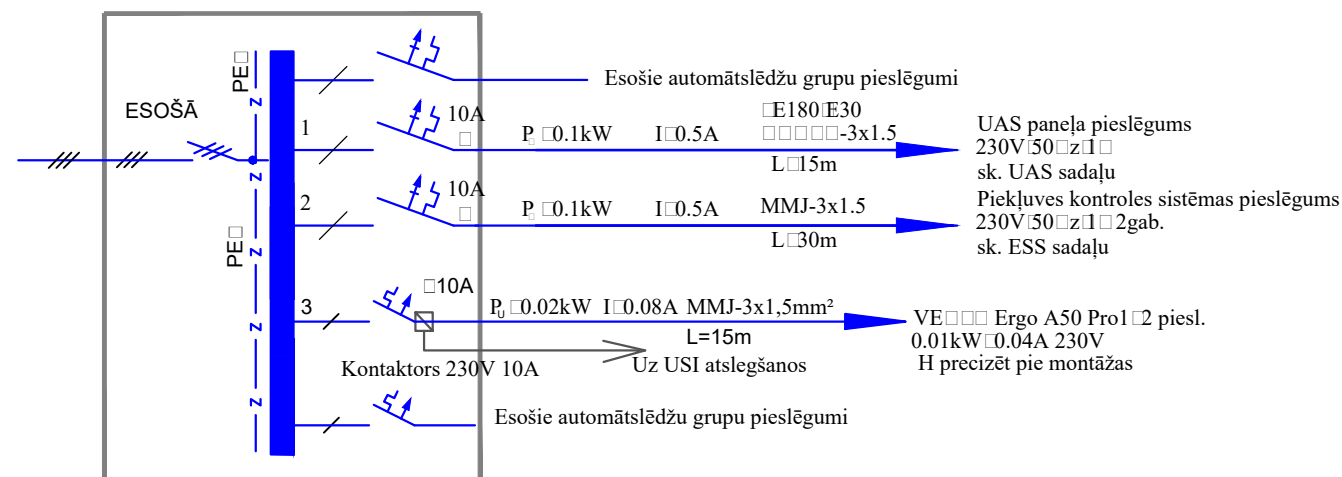 PE□
ESOŠĀ
Esošie automātslēdžu grupu pieslēgumi
1
10A
□
P□ □0.1kW I□0.5A
□E180□E30
□□□□□-3x1.5
L□15m
UAS paneļa pieslēgums
230V□50□z□1□
sk. UAS sadaļu
2
10A
□
P□ □0.1kW I□0.5A MMJ-3x1.5
L□30m
Piekļuves kontroles sistēmas pieslēgums
230V□50□z□1□2gab.
sk. ESS sadaļu
PE□
3
□10A
PU □0.02kW I□0.08A MMJ-3x1,5mm²
L=15m
VE□□□ Ergo A50 Pro1□2 piesl.
0.01kW□0.04A 230V
H precizēt pie montāžas
Kontaktors 230V 10A
Uz USI atslegšanos
Esošie automātslēdžu grupu pieslēgumi
N
N
N
N
N